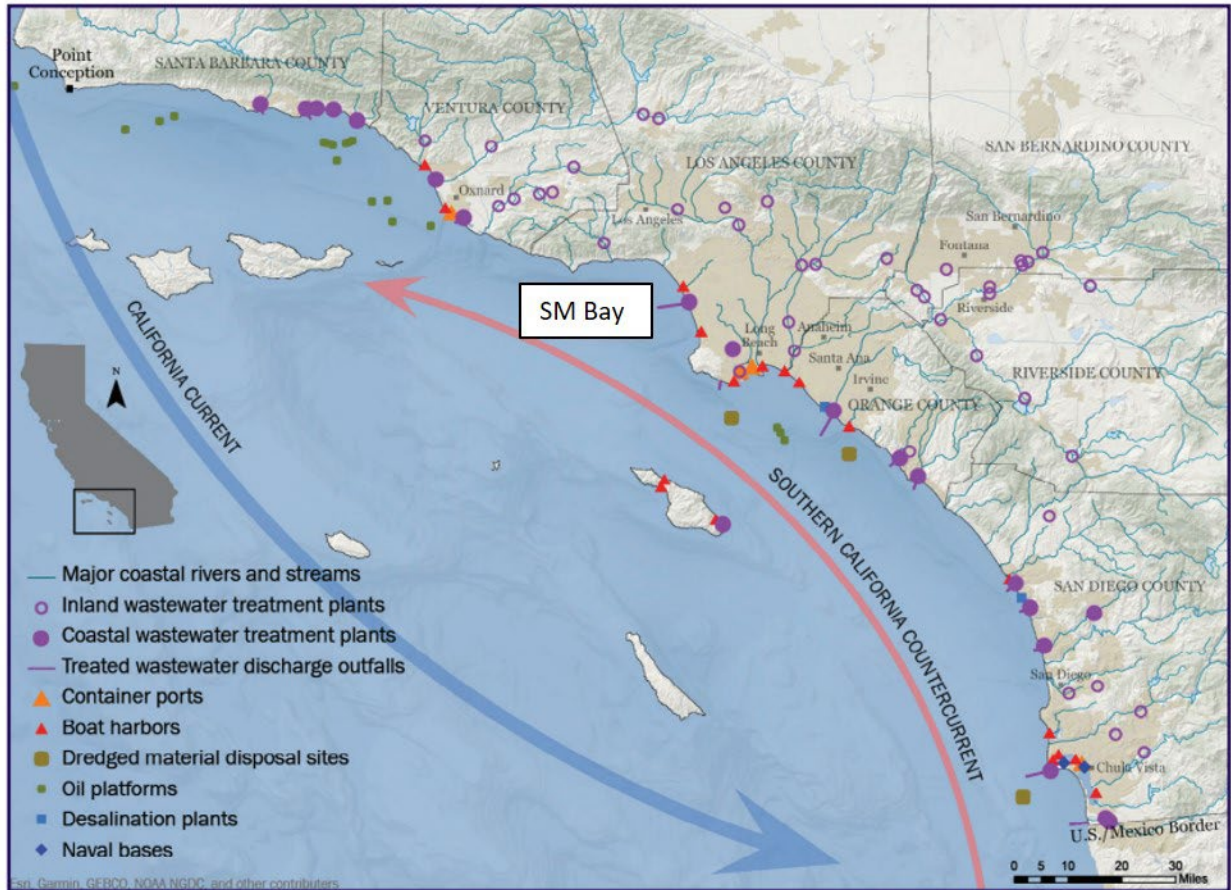 Point
Conception
SANTA BARBARA COUNTY
VENTURA COUNTY
LOS ANGELES COUNTY
SAN BERNARDINO COUNTY
Oxnard
Los Angeles
San Bernardino
Fontana
Riverside
SM Bay
Long
Beach
Anaheim
Santa Ana
Irvine
ORANGE COUNTY
RIVERSIDE COUNTY
CALIFORNIA CURRENT
SOUTHERN CALIFORNIA COUNTERCURRENT
SAN DIEGO COUNTY
San Diego
Chula Vista
U.S./Mexico Border
N
Major coastal rivers and streams
Inland wastewater treatment plants
Coastal wastewater treatment plants
Treated wastewater discharge outfalls
Container ports
Boat harbors
Dredged material disposal sites
Oil platforms
Desalination plants
Naval bases
0 5 10 20 30
Miles
Esri, Garmin, GEBCO, NOAA NGDC, and other contributors